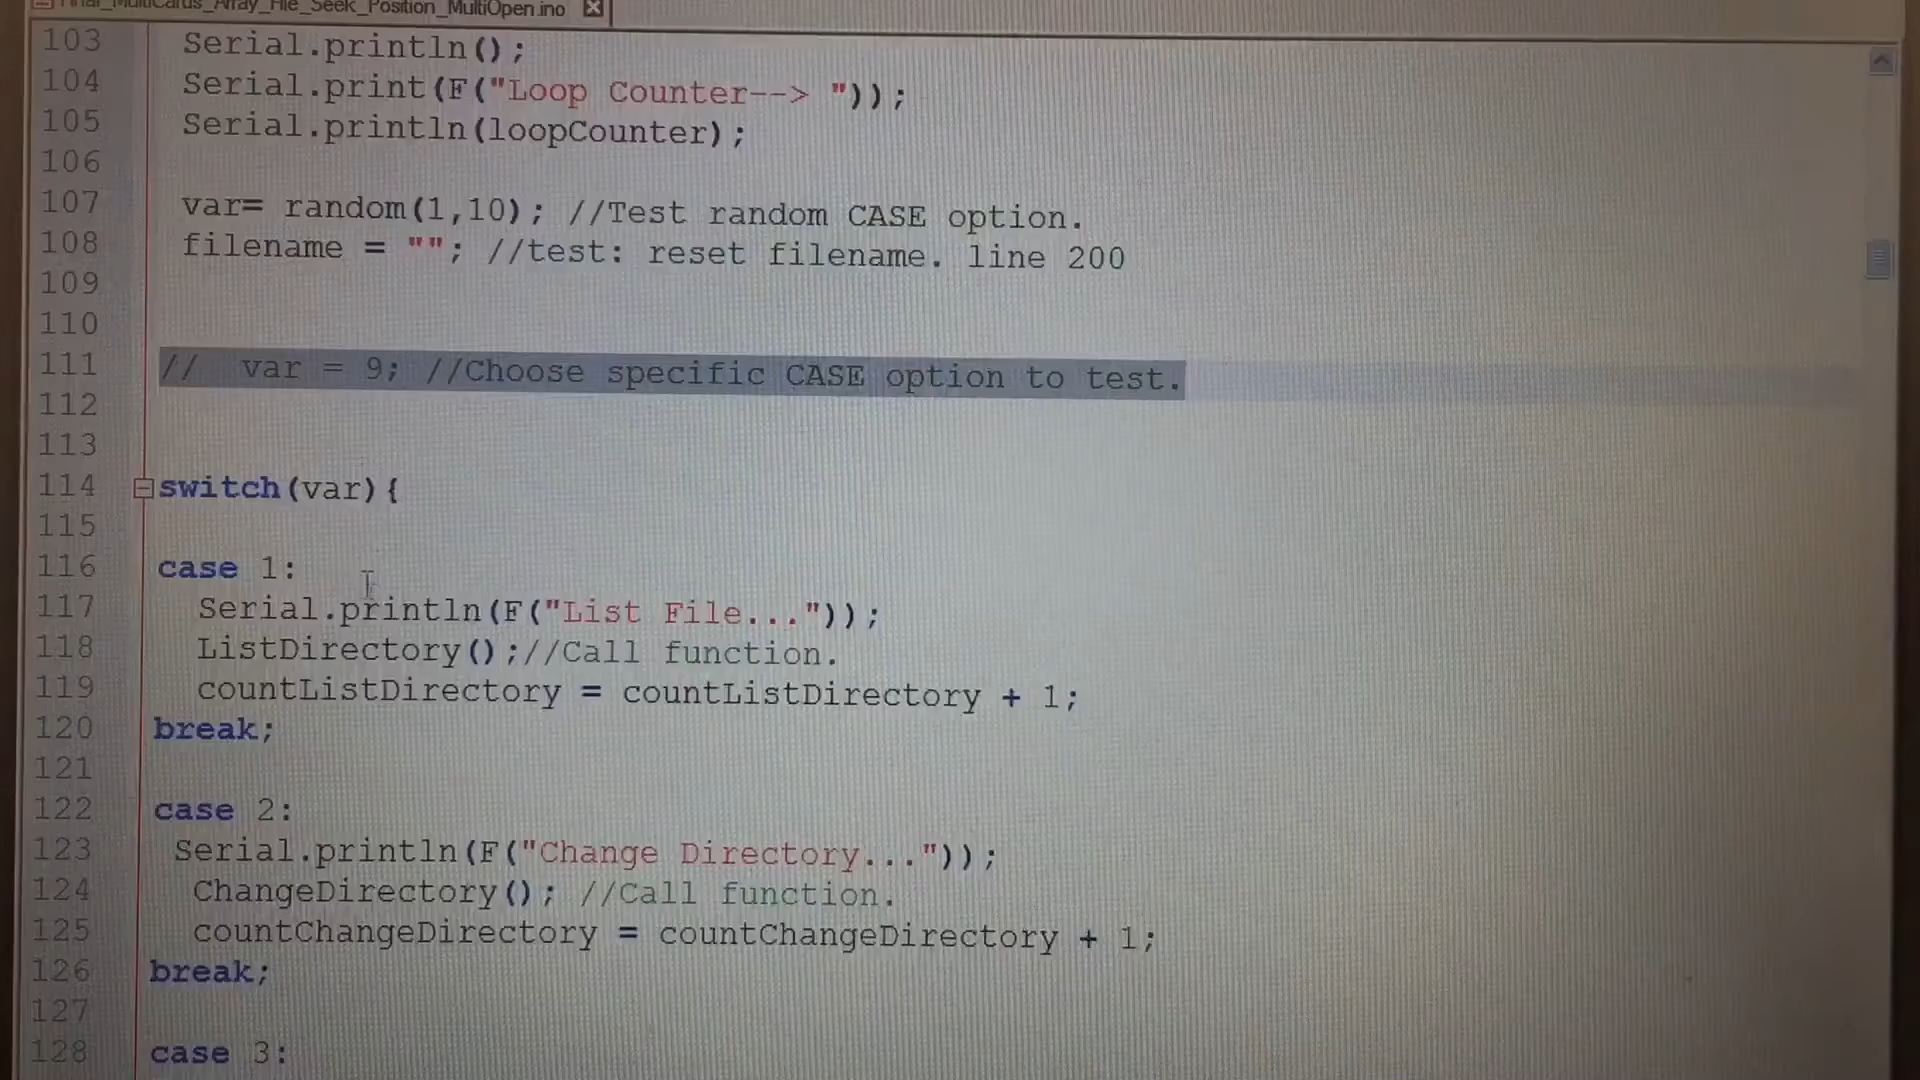 Final_MultiCards_Array_File_Seek_Position_MultiOpen.ino
103 Serial.println();
104 Serial.print(F("Loop Counter--> "));
105 Serial.println(loopCounter);
106
107 var= random(1,10); //Test random CASE option.
108 filename = ""; //test: reset filename. line 200
109
110
111 //  var = 9; //Choose specific CASE option to test.
112
113
114 switch(var){
115
116 case 1:
117 Serial.println(F("List File..."));
118 ListDirectory();//Call function.
119 countListDirectory = countListDirectory + 1;
120 break;
121
122 case 2:
123 Serial.println(F("Change Directory..."));
124 ChangeDirectory(); //Call function.
125 countChangeDirectory = countChangeDirectory + 1;
126 break;
127
128 case 3: